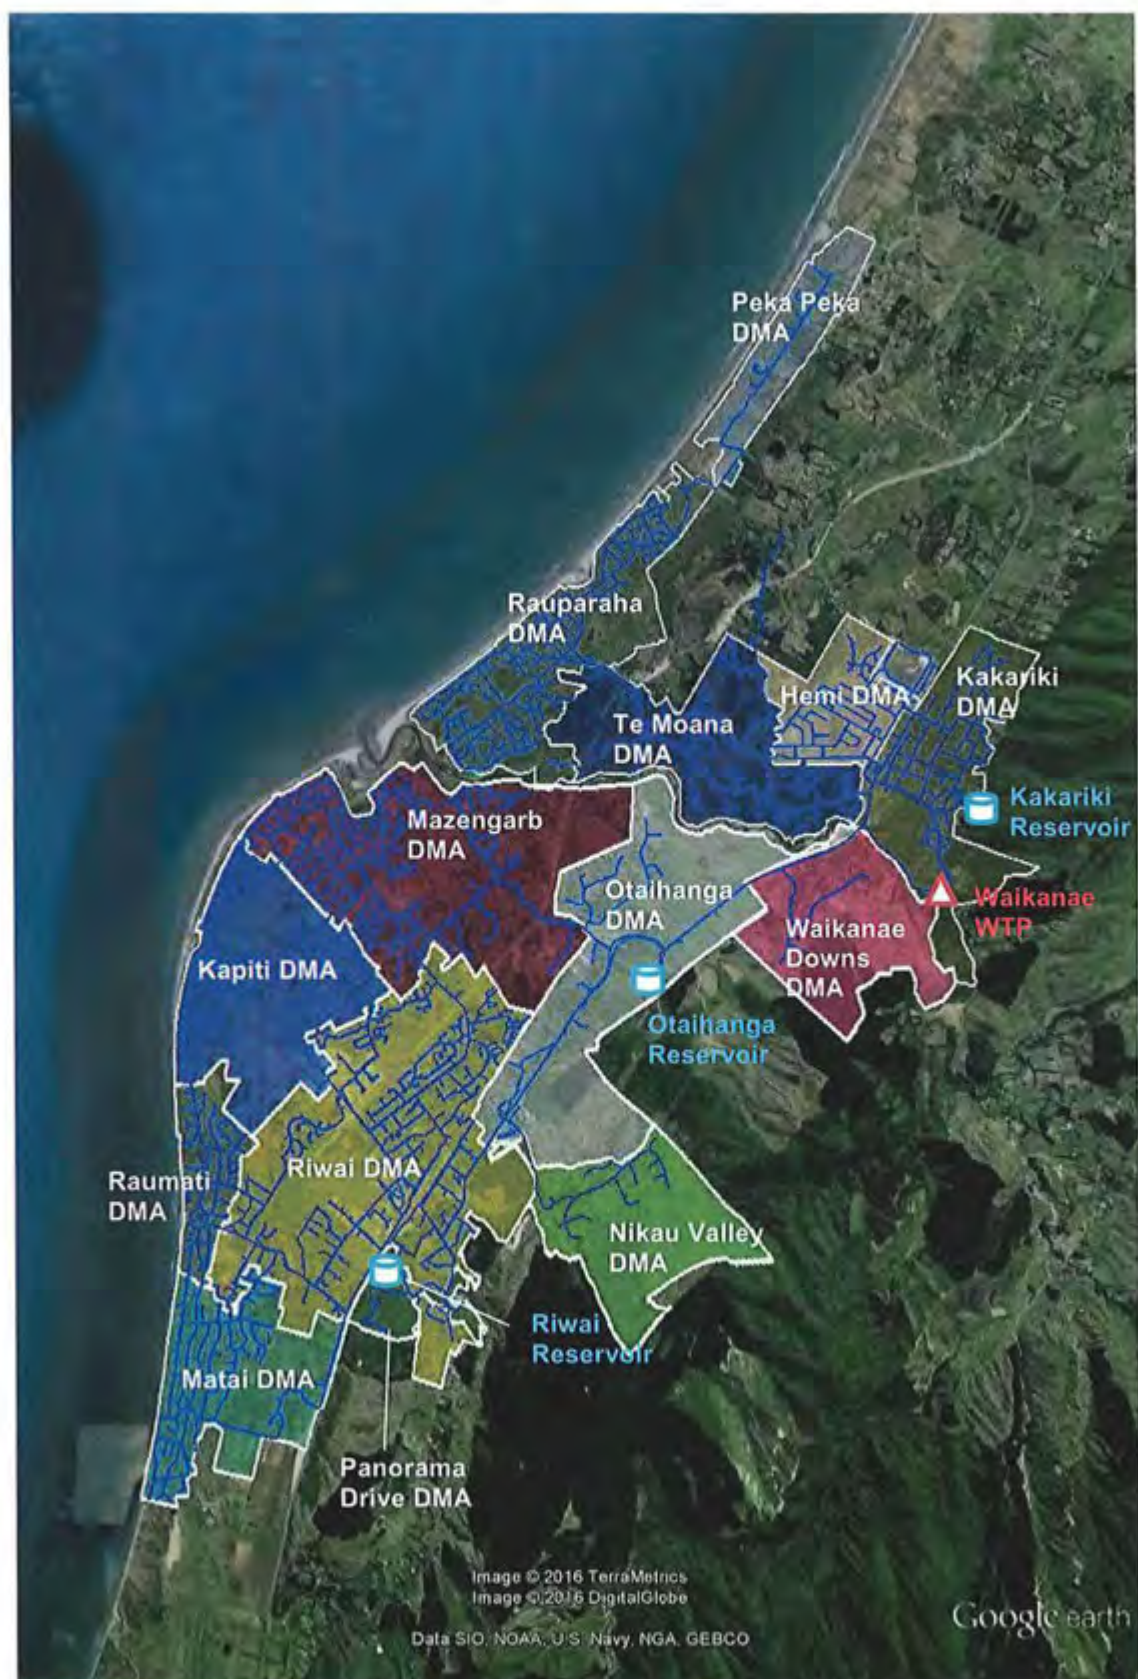 Peka Peka
DMA
Rauparaha
DMA
Te Moana
DMA
Hemi DMA
Kakariki
DMA
Kakariki
Reservoir
Mazengarb
DMA
Otaihanga
DMA
Waikanae
WTP
Waikanae
Downs
DMA
Kapiti DMA
Otaihanga
Reservoir
Raumati
DMA
Riwai DMA
Nikau Valley
DMA
Riwai
Reservoir
Matai DMA
Panorama
Drive DMA
Image © 2016 TerraMetrics
Image © 2016 DigitalGlobe
Data SIO, NOAA, U.S. Navy, NGA, GEBCO
Google earth